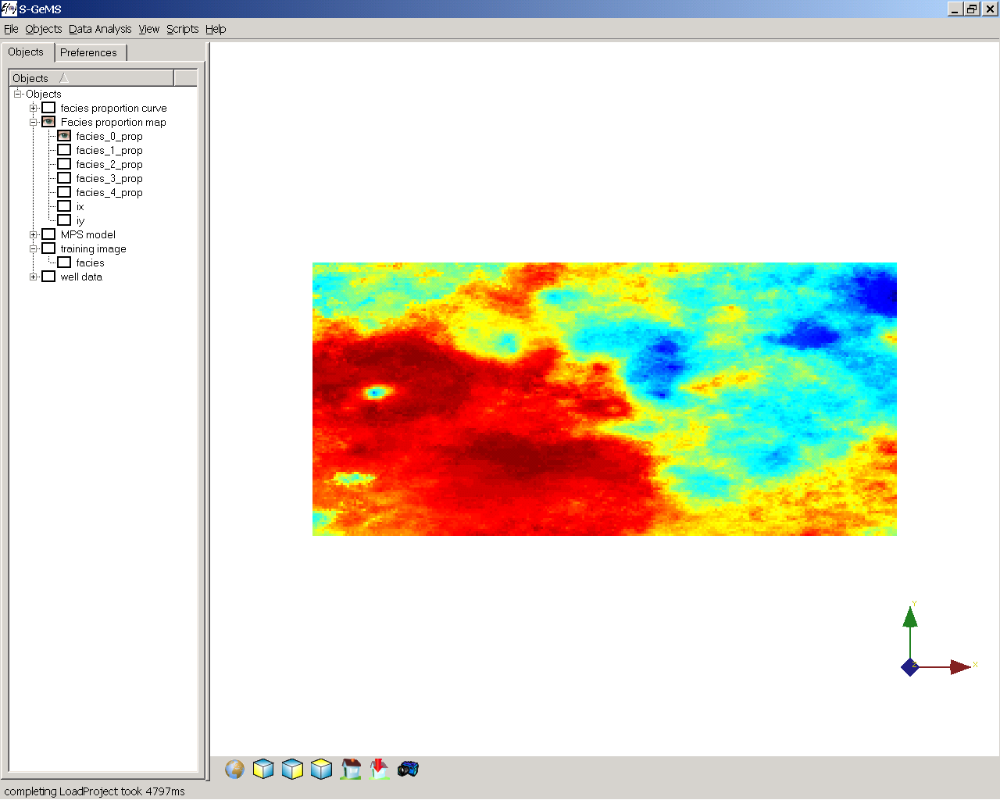 S-GeMS
File Objects Data Analysis View Scripts Help
Objects Preferences
Objects
Objects
facies proportion curve
Facies proportion map
facies_0_prop
facies_1_prop
facies_2_prop
facies_3_prop
facies_4_prop
ix
iy
MPS model
training image
facies
well data
Y
Z X
completing LoadProject took 4797ms